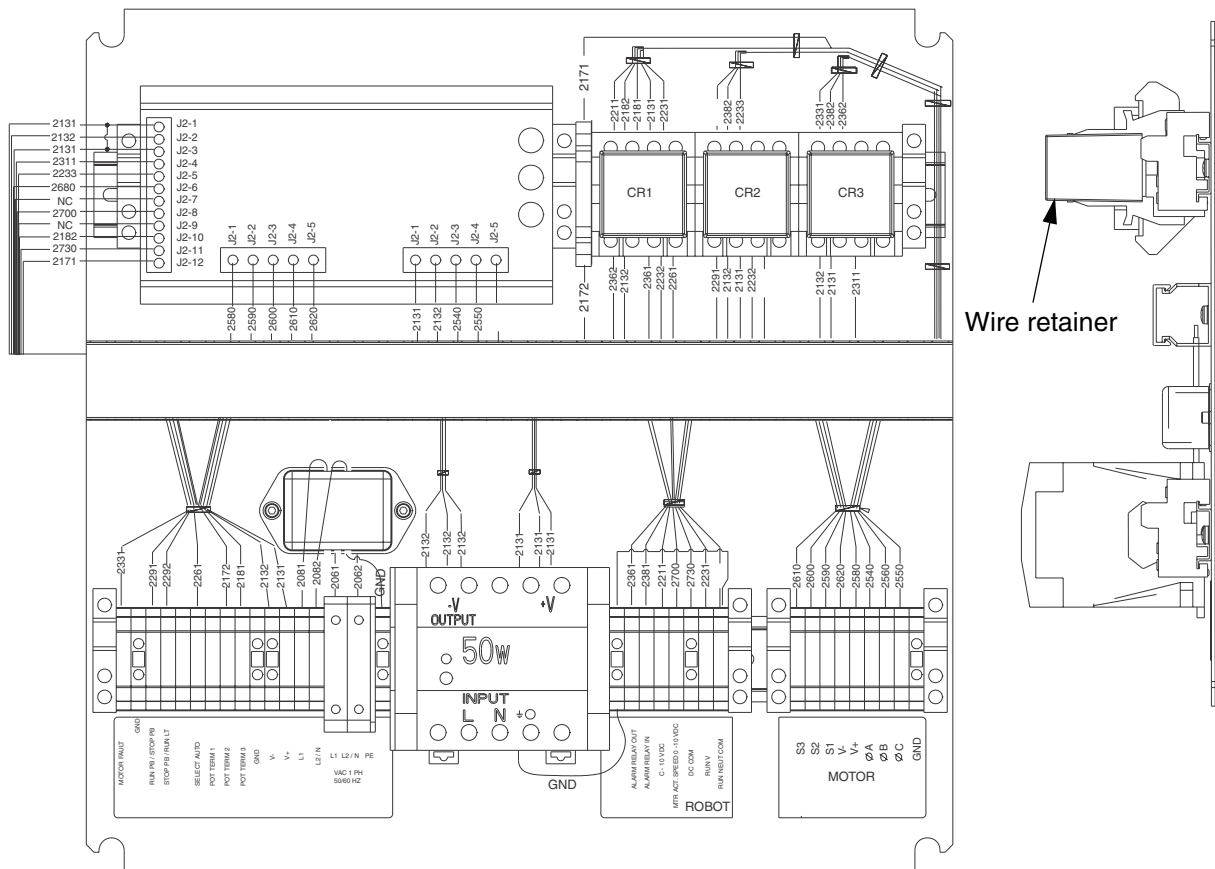 2131 J2-1
2132 J2-2
2131 J2-3
2311 J2-4
2233 J2-5
2680 J2-6
NC J2-7
2700 J2-8
NC J2-9
2182 J2-10
2730 J2-11
2171 J2-12
J2-1 J2-2 J2-3 J2-4 J2-5
2580 2590 2600 2610 2620
J2-1 J2-2 J2-3 J2-4 J2-5
2131 2132 2540 2550
2171
2172
2211 2182 2181 2131 2231
2382 2233
2331 2382 2362
CR1 CR2 CR3
2362 2132 2361 2232 2261
2291 2132 2131 2232
2132 2131 2311
Wire retainer
2331 2291 2292 2261 2172 2181 2132 2131 2081 2082 2061 2062 GND
2132 2132 2132
2131 2131 2131
2361 2381 2211 2700 2730 2231
2610 2600 2590 2620 2580 2540 2560 2550
-V +V
OUTPUT
50W
INPUT
L N
GND
MOTOR FAULT
GND
RUN PB / STOP PB
STOP PB / RUN LT
SELECT AUTO
POT TERM 1
POT TERM 2
POT TERM 3
GND
V-
V+
L1
L2 / N
L1 L2 / N PE
VAC 1 PH
50/60 HZ
ALARM RELAY OUT
ALARM RELAY IN
C - 10 VDC
MTR ACT. SPEED 0 -10 VDC
DC COM
RUN V
RUN NEUT COM
ROBOT
S3
S2
S1
V-
V+
Ø A
Ø B
Ø C
GND
MOTOR